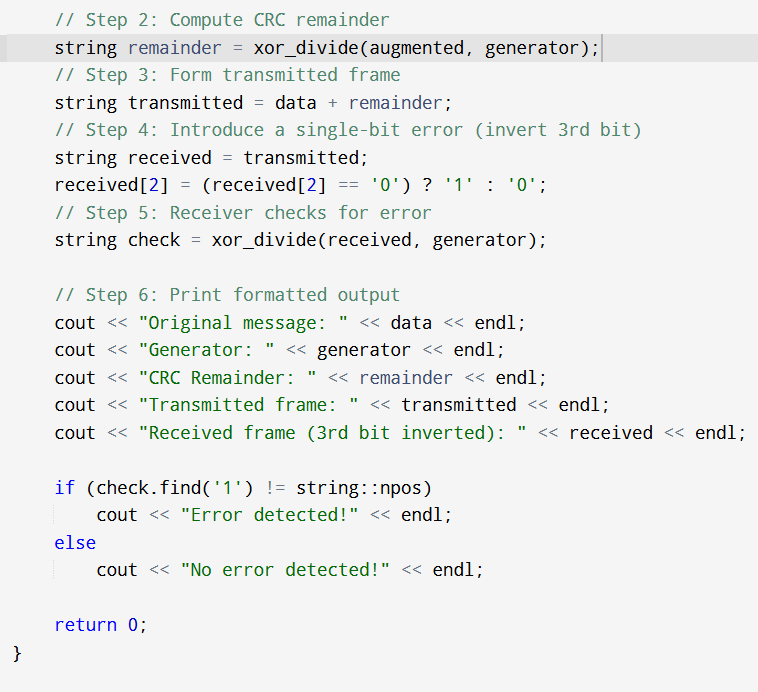 // Step 2: Compute CRC remainder
string remainder = xor_divide(augmented, generator);
// Step 3: Form transmitted frame
string transmitted = data + remainder;
// Step 4: Introduce a single-bit error (invert 3rd bit)
string received = transmitted;
received[2] = (received[2] == '0') ? '1' : '0';
// Step 5: Receiver checks for error
string check = xor_divide(received, generator);

// Step 6: Print formatted output
cout << "Original message: " << data << endl;
cout << "Generator: " << generator << endl;
cout << "CRC Remainder: " << remainder << endl;
cout << "Transmitted frame: " << transmitted << endl;
cout << "Received frame (3rd bit inverted): " << received << endl;

if (check.find('1') != string::npos)
    cout << "Error detected!" << endl;
else
    cout << "No error detected!" << endl;

return 0;
}